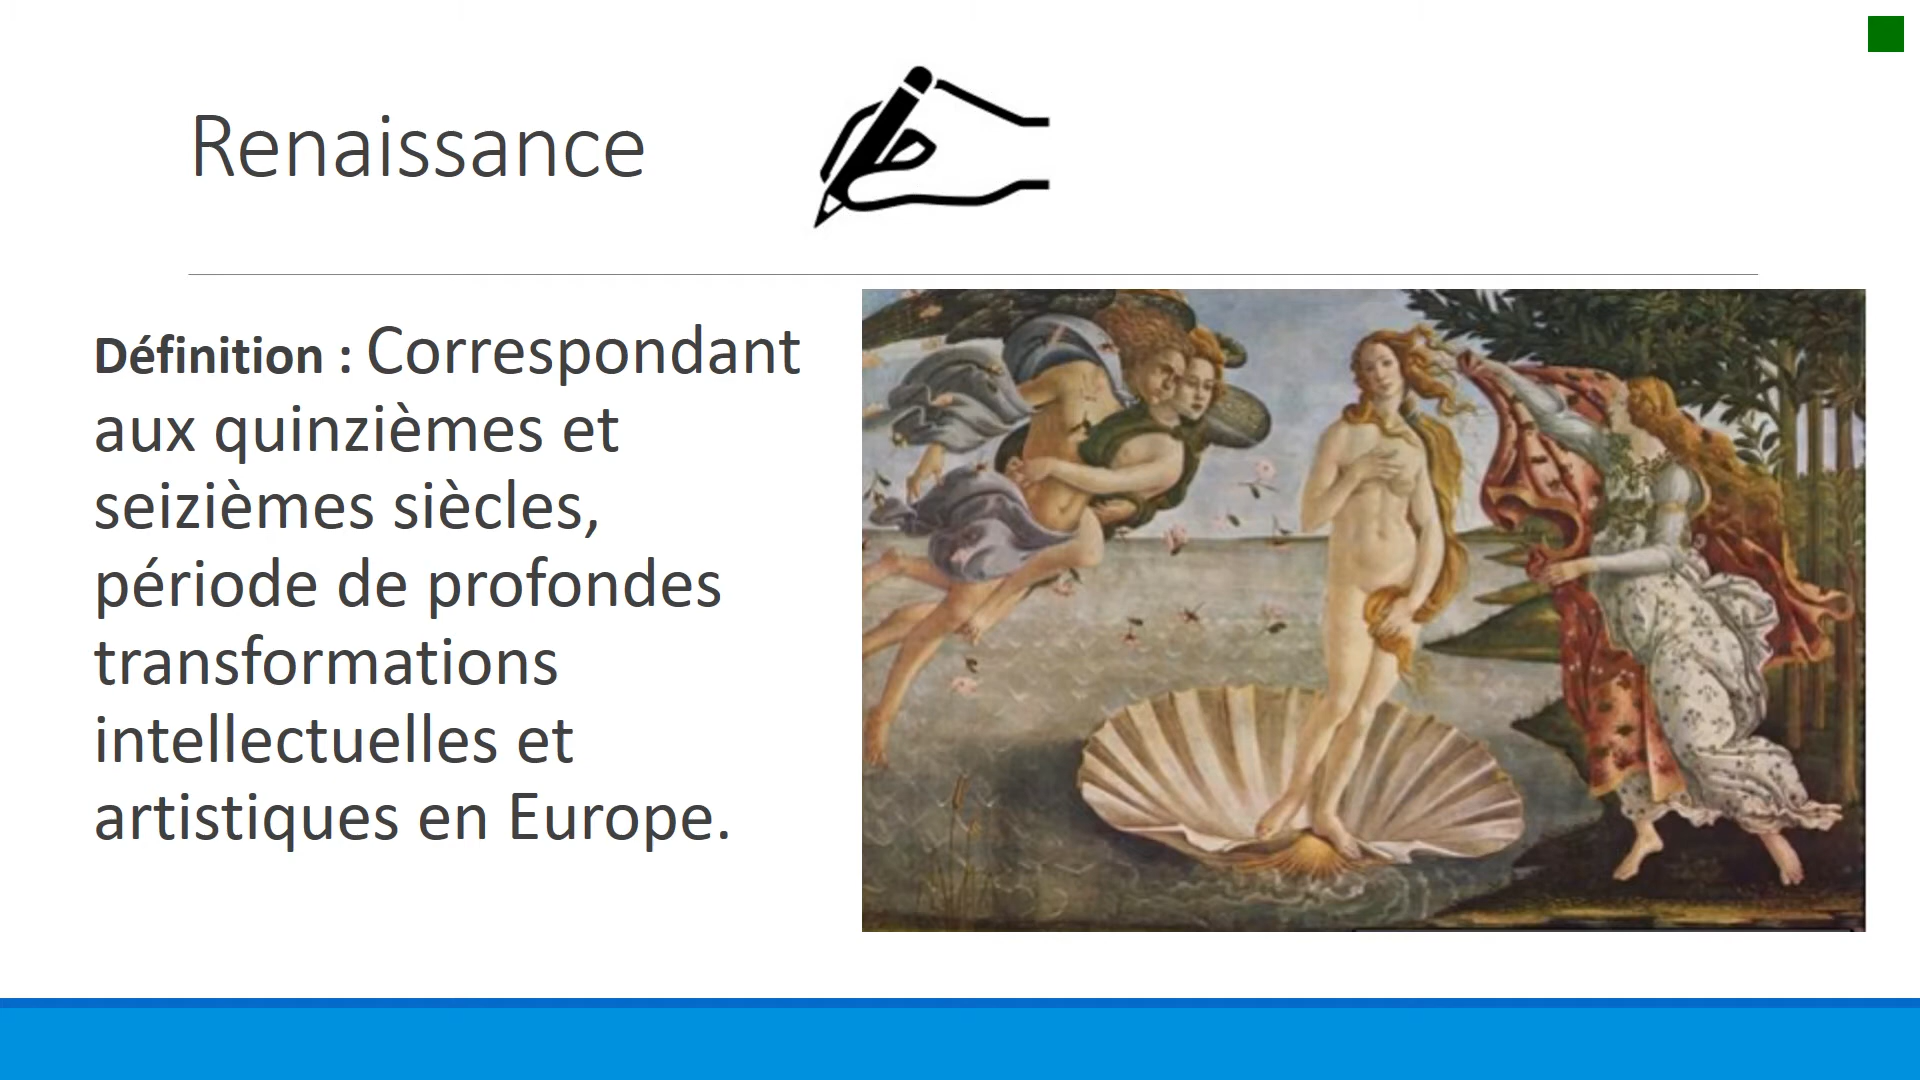 Renaissance
Définition : Correspondant
aux quinzièmes et
seizièmes siècles,
période de profondes
transformations
intellectuelles et
artistiques en Europe.